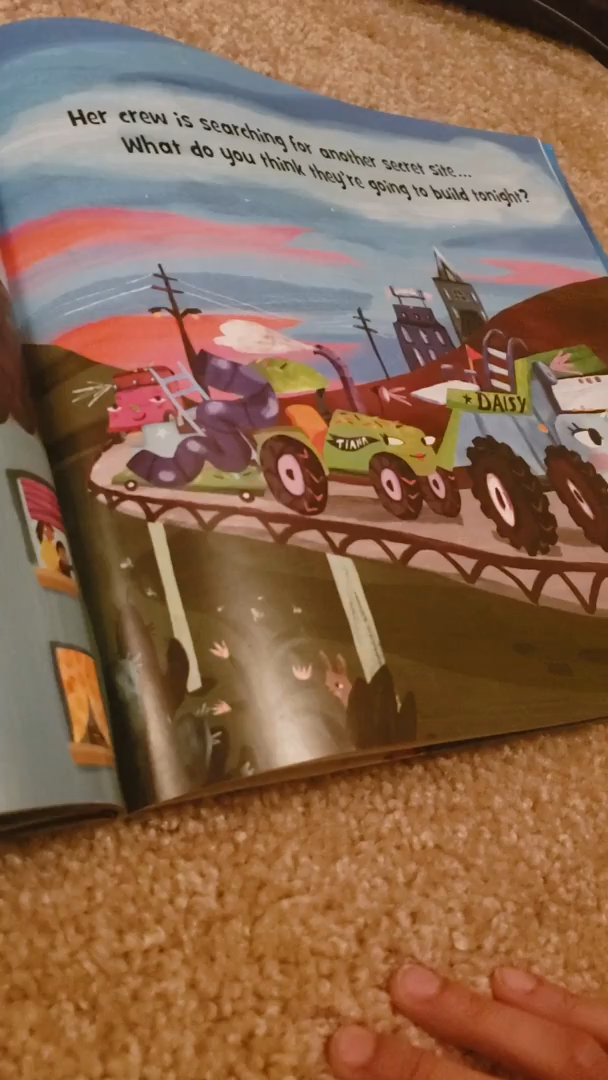 Her crew is searching for another secret site...
What do you think they're going to build tonight?
TIANA
★ DAISY